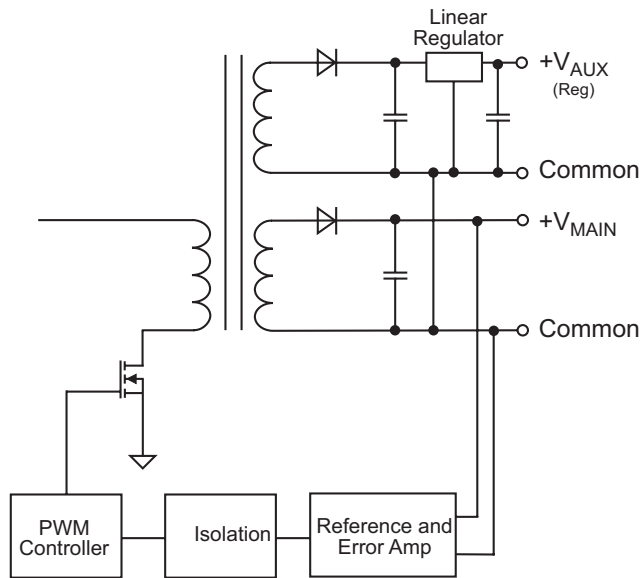 Linear
Regulator
+VAUX
(Reg)
Common
+VMAIN
Common
PWM
Controller
Isolation
Reference and
Error Amp